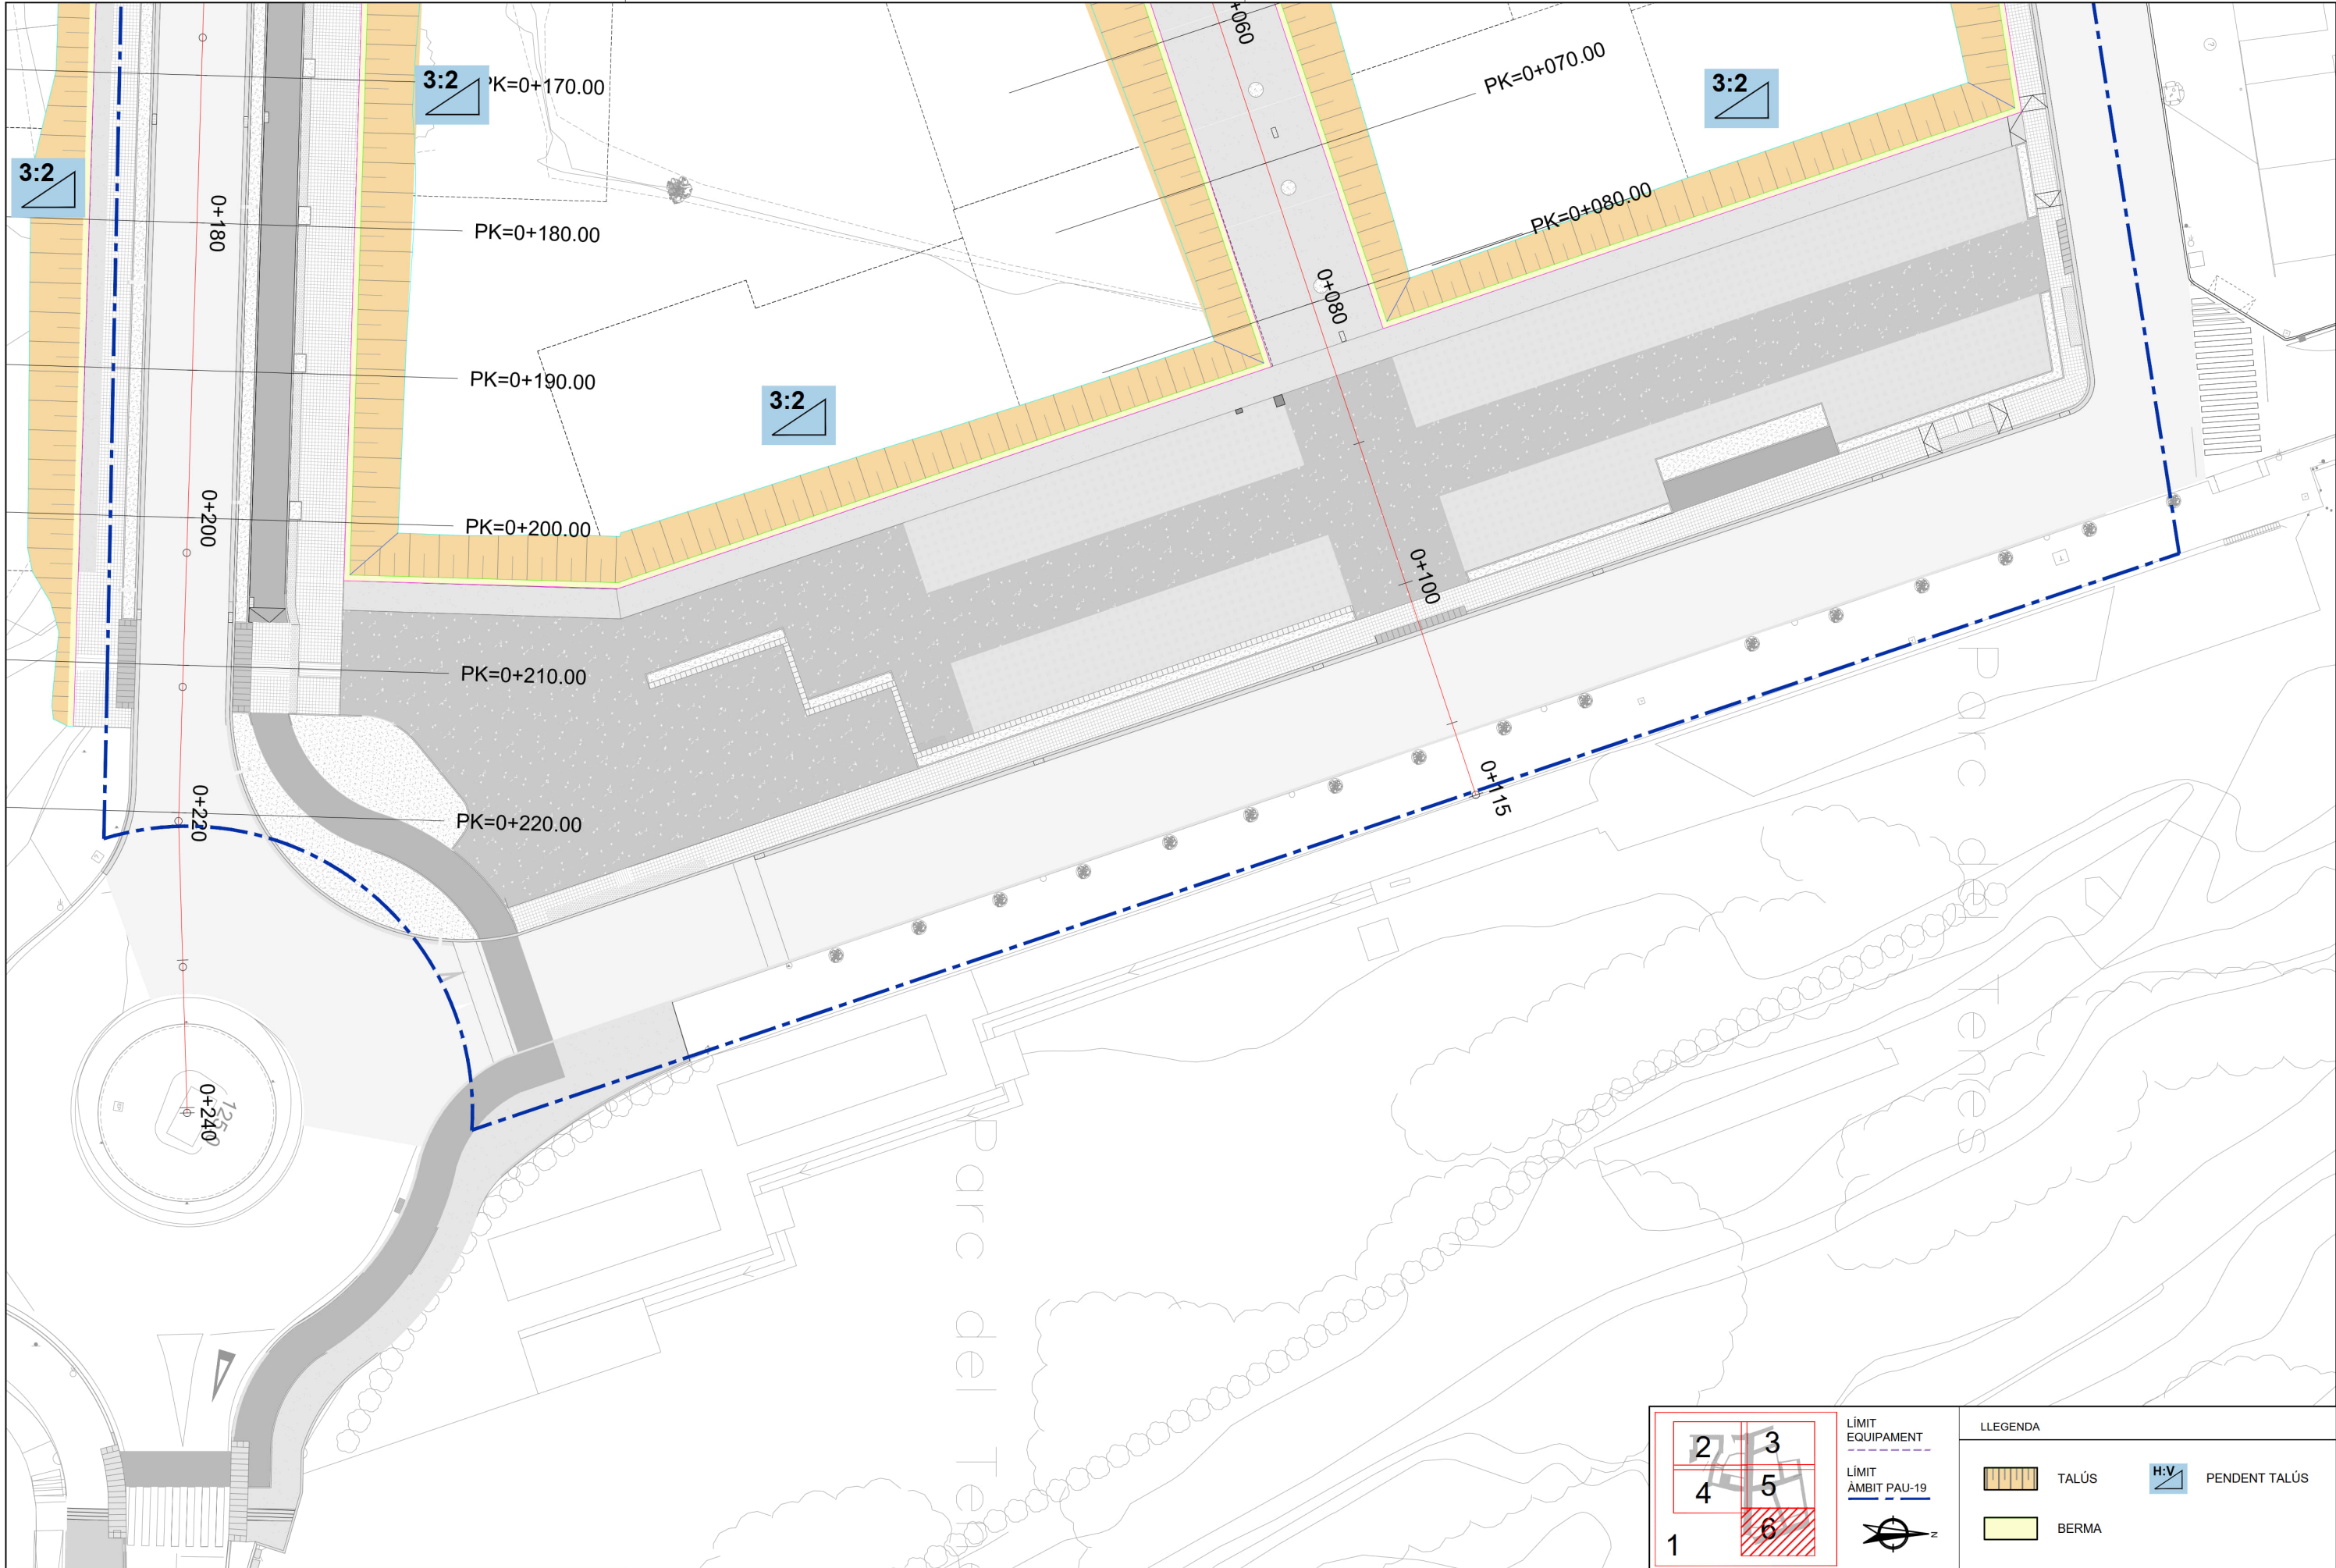 +060
3:2
PK=0+170.00
PK=0+070.00
3:2
3:2
0+180
PK=0+180.00
PK=0+080.00
0+080
PK=0+190.00
3:2
0+200
PK=0+200.00
0+100
PK=0+210.00
0+220
PK=0+220.00
0+115
Parc del Temes
0+240
Parc del Te
LÍMIT
EQUIPAMENT
LÍMIT
ÀMBIT PAU-19
N
1
2
3
4
5
6
LLEGENDA
TALÚS
H:V
PENDENT TALÚS
BERMA